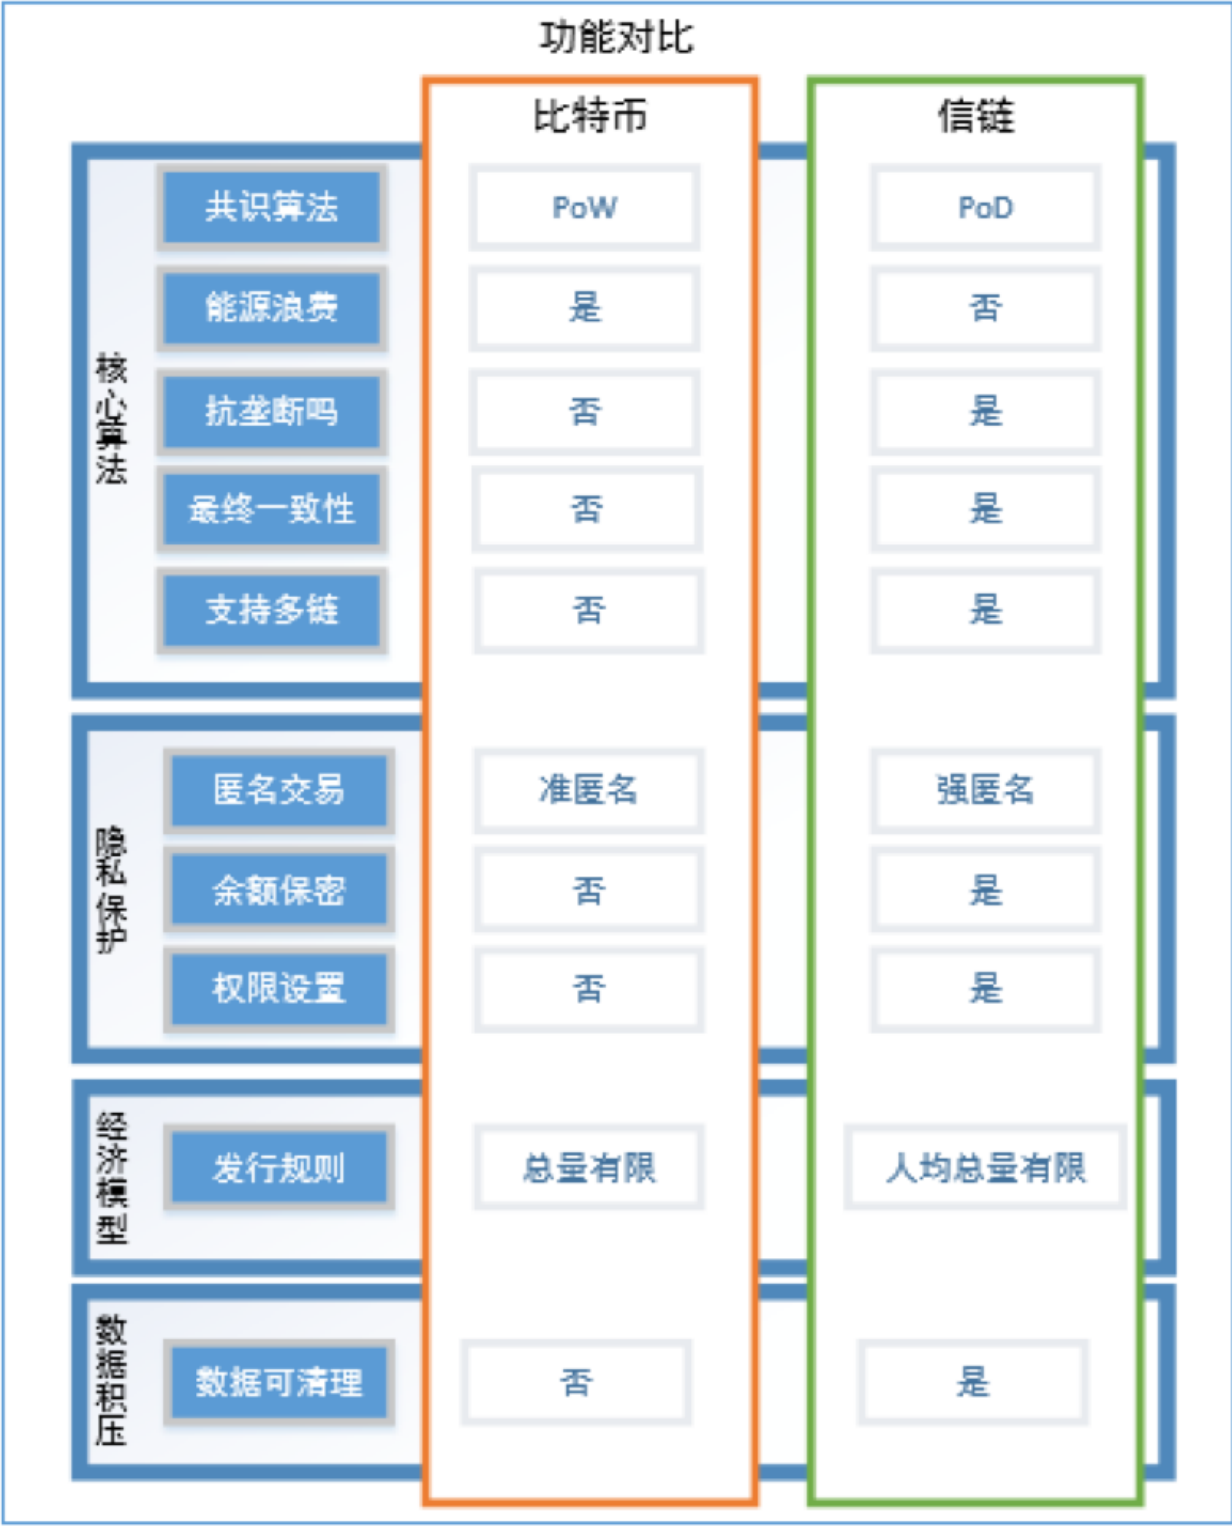 功能对比
比特币
信链
核心算法
共识算法
PoW
PoD
能源浪费
是
否
抗垄断吗
否
是
最终一致性
否
是
支持多链
否
是
隐私保护
匿名交易
准匿名
强匿名
余额保密
否
是
权限设置
否
是
经济模型
发行规则
总量有限
人均总量有限
数据积压
数据可清理
否
是